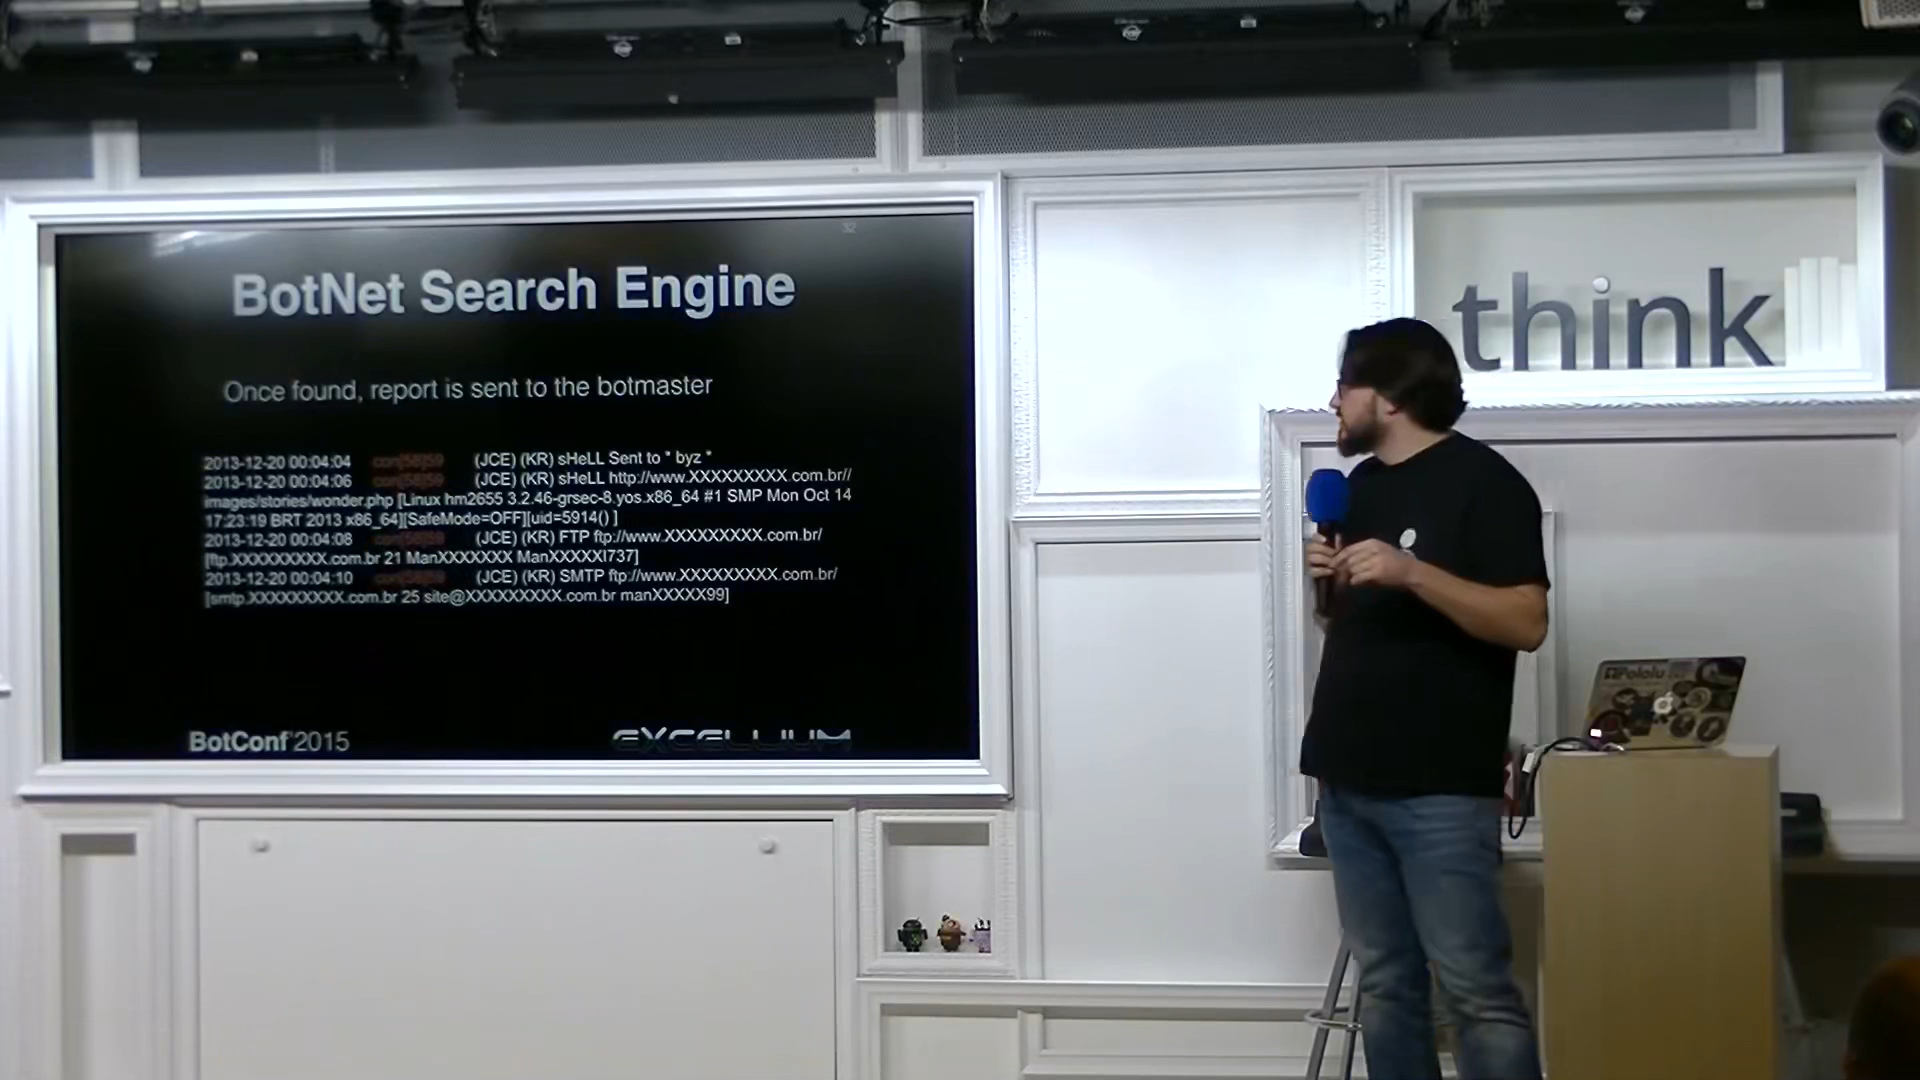 32
BotNet Search Engine
Once found, report is sent to the botmaster
2013-12-20 00:04:04 (JCE) (KR) sHeLL Sent to * byz *
2013-12-20 00:04:06 (JCE) (KR) sHeLL http://www.XXXXXXXXX.com.br//
images/stories/wonder.php [Linux hm2655 3.2.46-grsec-8.yos.x86_64 #1 SMP Mon Oct 14
17:23:19 BRT 2013 x86_64][SafeMode=OFF][uid=5914() ]
2013-12-20 00:04:08 (JCE) (KR) FTP ftp://www.XXXXXXXXX.com.br/
[ftp.XXXXXXXXX.com.br 21 ManXXXXXXX ManXXXXXI737]
2013-12-20 00:04:10 (JCE) (KR) SMTP ftp://www.XXXXXXXXX.com.br/
[smtp.XXXXXXXXX.com.br 25 site@XXXXXXXXX.com.br manXXXXX99]
BotConf 2015
EXCELLIUM
think
Pololu